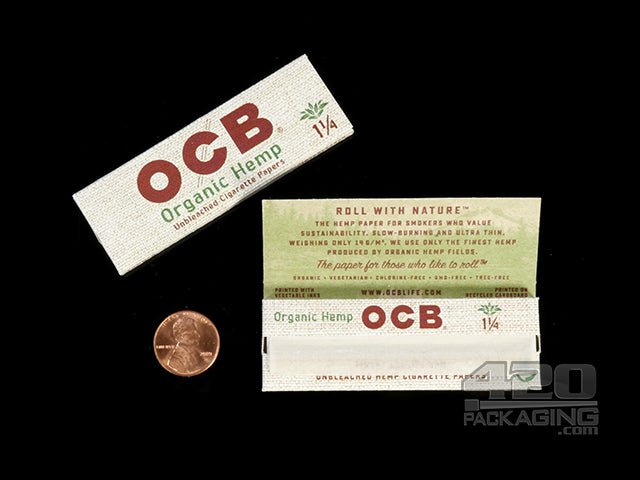 OCB®
1¼
Organic Hemp
Unbleached Cigarette Papers
ROLL WITH NATURE™
THE HEMP PAPER FOR SMOKERS WHO VALUE
SUSTAINABILITY. SLOW-BURNING AND ULTRA THIN,
WEIGHING ONLY 14G/M². WE USE ONLY THE FINEST HEMP
PRODUCED BY ORGANIC HEMP FIELDS.
The paper for those who like to roll™
ORGANIC • VEGETARIAN • CHLORINE-FREE • GMO-FREE • TREE-FREE
PRINTED WITH
VEGETABLE INKS
WWW.OCBLIFE.COM
PRINTED ON
RECYCLED CARDBOARD
Organic Hemp OCB® 1¼
UNBLEACHED HEMP CIGARETTE PAPERS
420
PACKAGING
.com